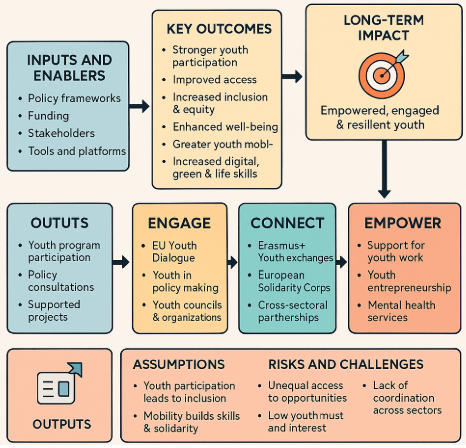 INPUTS AND
ENABLERS
• Policy frameworks
• Funding
• Stakeholders
• Tools and platforms
KEY OUTCOMES
• Stronger youth
participation
• Improved access
• Increased inclusion
& equity
• Enhanced well-being
• Greater youth mobl-
• Increased digital,
green & life skills
LONG-TERM
IMPACT
Empowered, engaged
& resillent youth
OUTUTS
• Youth program
participation
• Policy
consultations
• Supported
projects
ENGAGE
• EU Youth
Dialogue
• Youth in
policy making
• Youth councils
& organizations
CONNECT
• Erasmus+
Youth exchanges
• European
Solidarity Corps
• Cross-sectoral
parterships
EMPOWER
• Support for
youth work
• Youth
entrepreneurship
• Mental health
services
OUTPUTS
ASSUMPTIONS
• Youth participation
leads to inclusion
• Mobility builds skills
& solidarity
RISKS AND CHALLENGES
• Unequal access
to opportunities
• Low youth must
and interest
• Lack of
coordination
across sectors